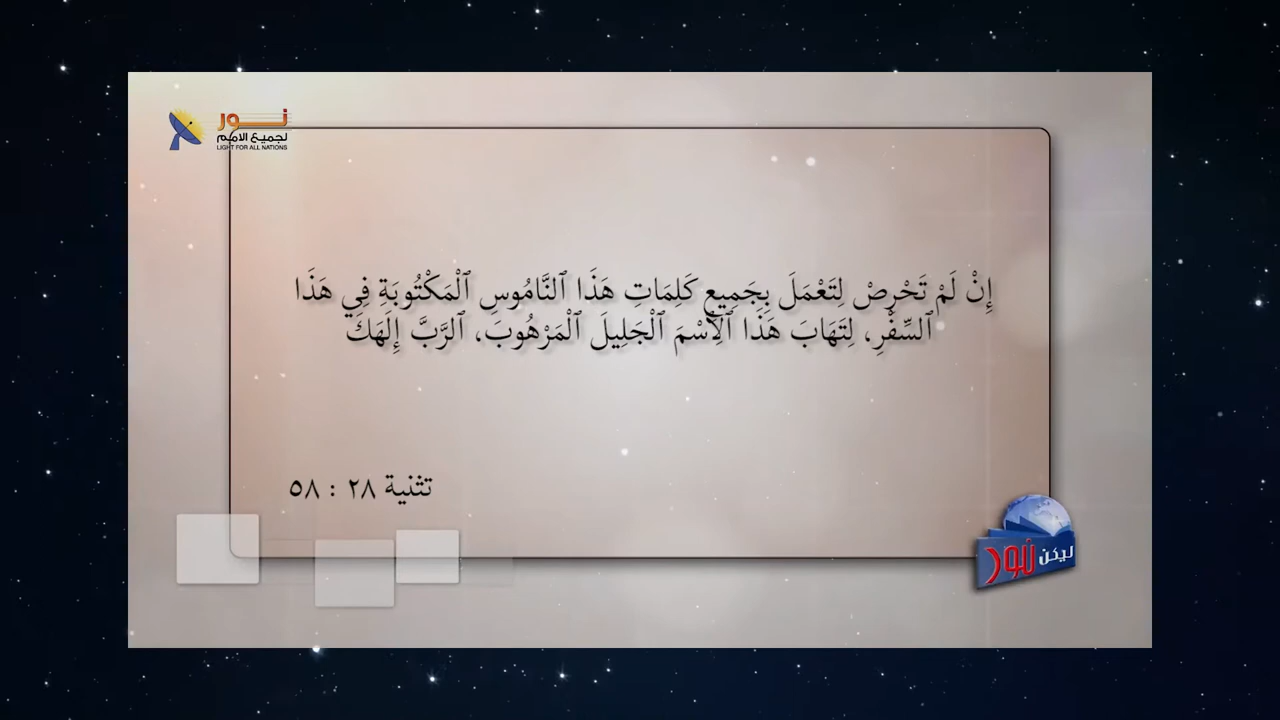 نور
لجميع الامم
LIGHT FOR ALL NATIONS
إِنْ لَمْ تَحْرِصْ لِتَعْمَلَ بِجَمِيعِ كَلِمَاتِ هَذَا ٱلنَّامُوسِ ٱلْمَكْتُوبَةِ فِي هَذَا
ٱلسِّفْرِ، لِتَهَابَ هَذَا ٱلِٱسْمَ ٱلْجَلِيلَ ٱلْمَرْهُوبَ، ٱلرَّبَّ إِلَهَكَ
تثنية ٢٨ : ٥٨
ليكن نور